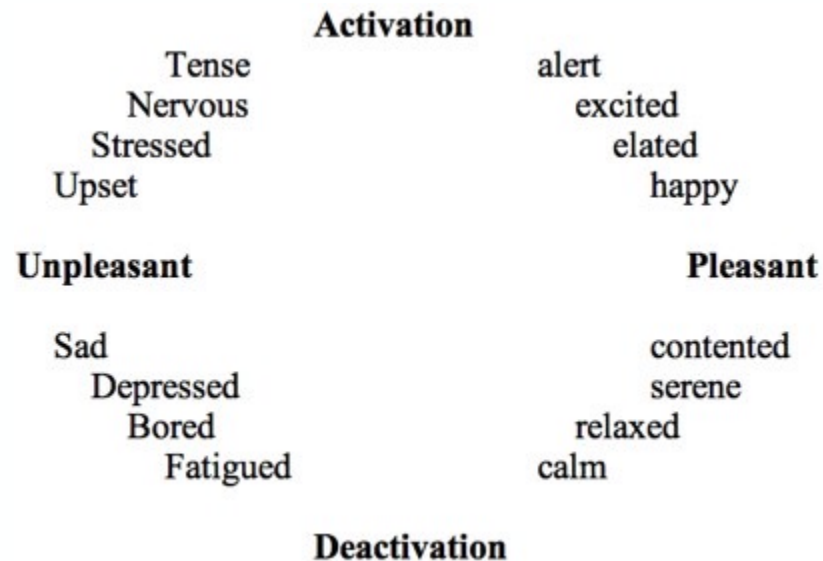 Activation
Tense alert
Nervous excited
Stressed elated
Upset happy
Unpleasant Pleasant
Sad contented
Depressed serene
Bored relaxed
Fatigued calm
Deactivation